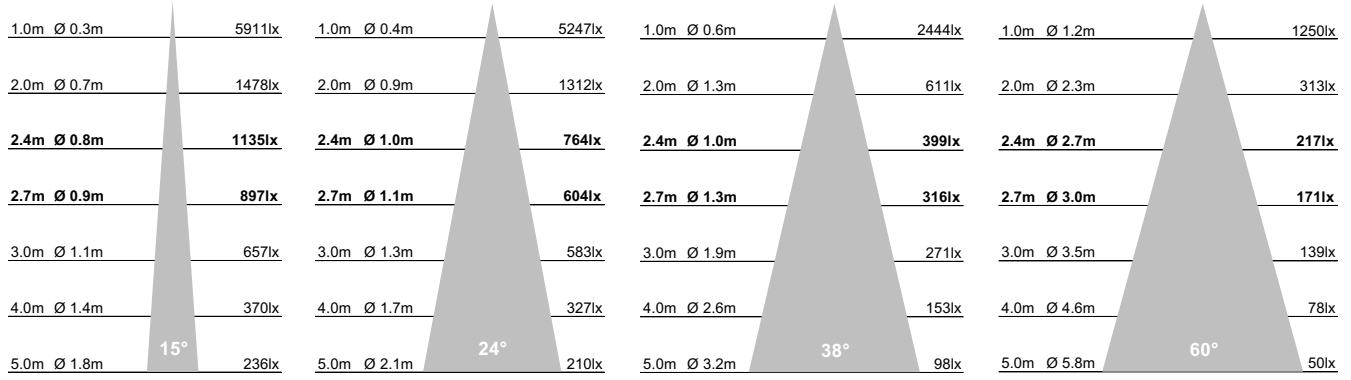 1.0m Ø 0.3m 5911lx
2.0m Ø 0.7m 1478lx
2.4m Ø 0.8m 1135lx
2.7m Ø 0.9m 897lx
3.0m Ø 1.1m 657lx
4.0m Ø 1.4m 370lx
15°
5.0m Ø 1.8m 236lx
1.0m Ø 0.4m 5247lx
2.0m Ø 0.9m 1312lx
2.4m Ø 1.0m 764lx
2.7m Ø 1.1m 604lx
3.0m Ø 1.3m 583lx
4.0m Ø 1.7m 327lx
24°
5.0m Ø 2.1m 210lx
1.0m Ø 0.6m 2444lx
2.0m Ø 1.3m 611lx
2.4m Ø 1.0m 399lx
2.7m Ø 1.3m 316lx
3.0m Ø 1.9m 271lx
4.0m Ø 2.6m 153lx
38°
5.0m Ø 3.2m 98lx
1.0m Ø 1.2m 1250lx
2.0m Ø 2.3m 313lx
2.4m Ø 2.7m 217lx
2.7m Ø 3.0m 171lx
3.0m Ø 3.5m 139lx
4.0m Ø 4.6m 78lx
60°
5.0m Ø 5.8m 50lx